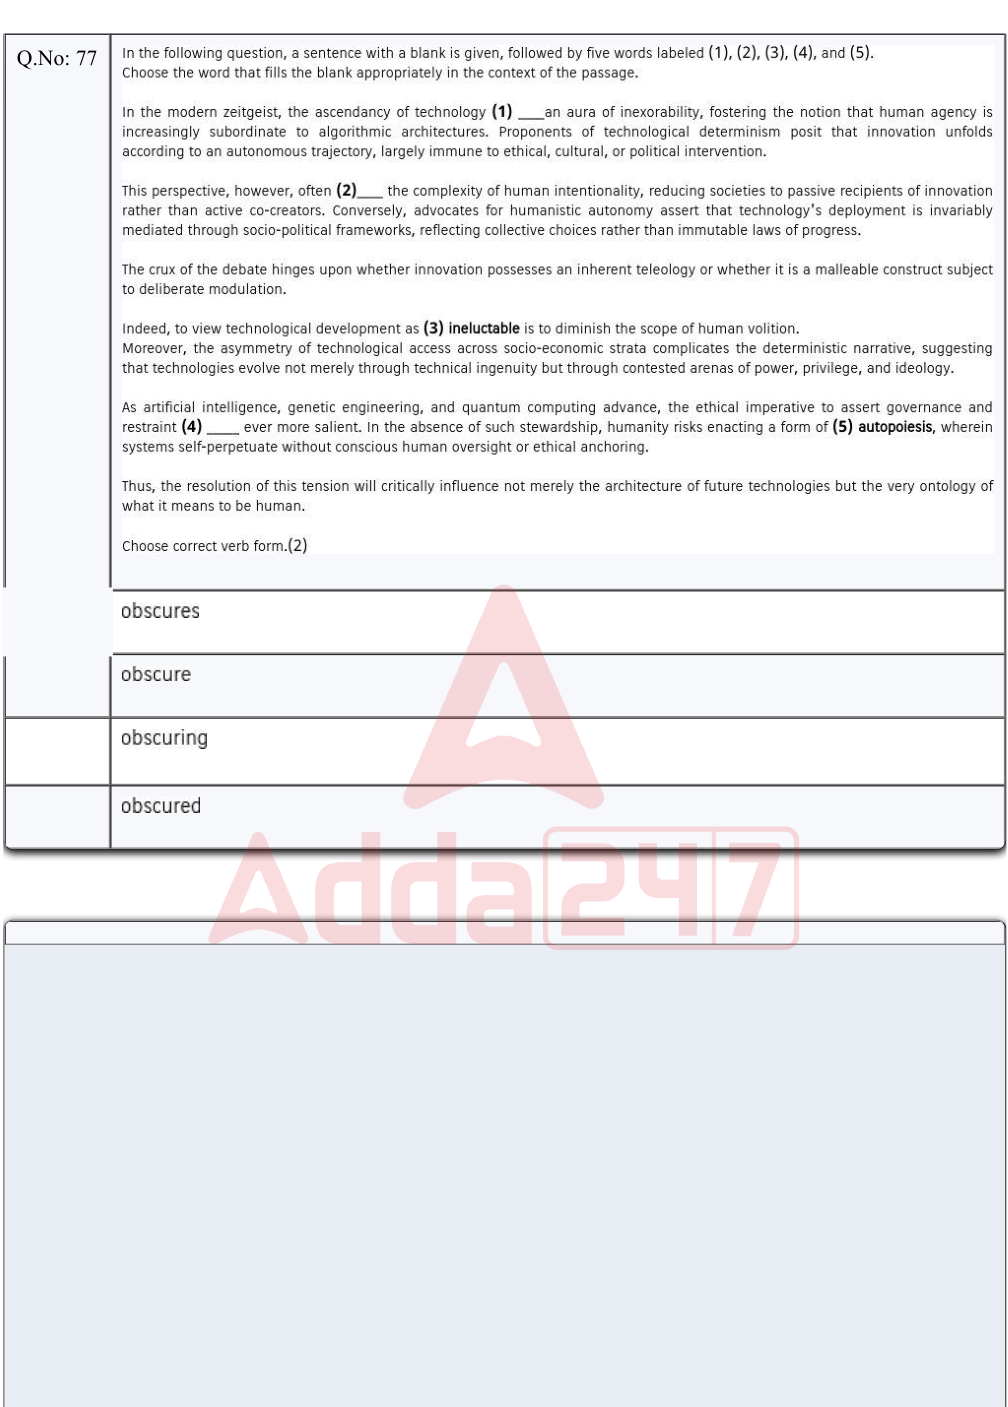 Q.No: 77
In the following question, a sentence with a blank is given, followed by five words labeled (1), (2), (3), (4), and (5).
Choose the word that fills the blank appropriately in the context of the passage.
In the modern zeitgeist, the ascendancy of technology (1) ___an aura of inexorability, fostering the notion that human agency is
increasingly subordinate to algorithmic architectures. Proponents of technological determinism posit that innovation unfolds
according to an autonomous trajectory, largely immune to ethical, cultural, or political intervention.
This perspective, however, often (2)___ the complexity of human intentionality, reducing societies to passive recipients of innovation
rather than active co-creators. Conversely, advocates for humanistic autonomy assert that technology's deployment is invariably
mediated through socio-political frameworks, reflecting collective choices rather than immutable laws of progress.
The crux of the debate hinges upon whether innovation possesses an inherent teleology or whether it is a malleable construct subject
to deliberate modulation.
Indeed, to view technological development as (3) ineluctable is to diminish the scope of human volition.
Moreover, the asymmetry of technological access across socio-economic strata complicates the deterministic narrative, suggesting
that technologies evolve not merely through technical ingenuity but through contested arenas of power, privilege, and ideology.
As artificial intelligence, genetic engineering, and quantum computing advance, the ethical imperative to assert governance and
restraint (4) ____ ever more salient. In the absence of such stewardship, humanity risks enacting a form of (5) autopoiesis, wherein
systems self-perpetuate without conscious human oversight or ethical anchoring.
Thus, the resolution of this tension will critically influence not merely the architecture of future technologies but the very ontology of
what it means to be human.
Choose correct verb form.(2)
obscures
obscure
obscuring
obscured
Adda247